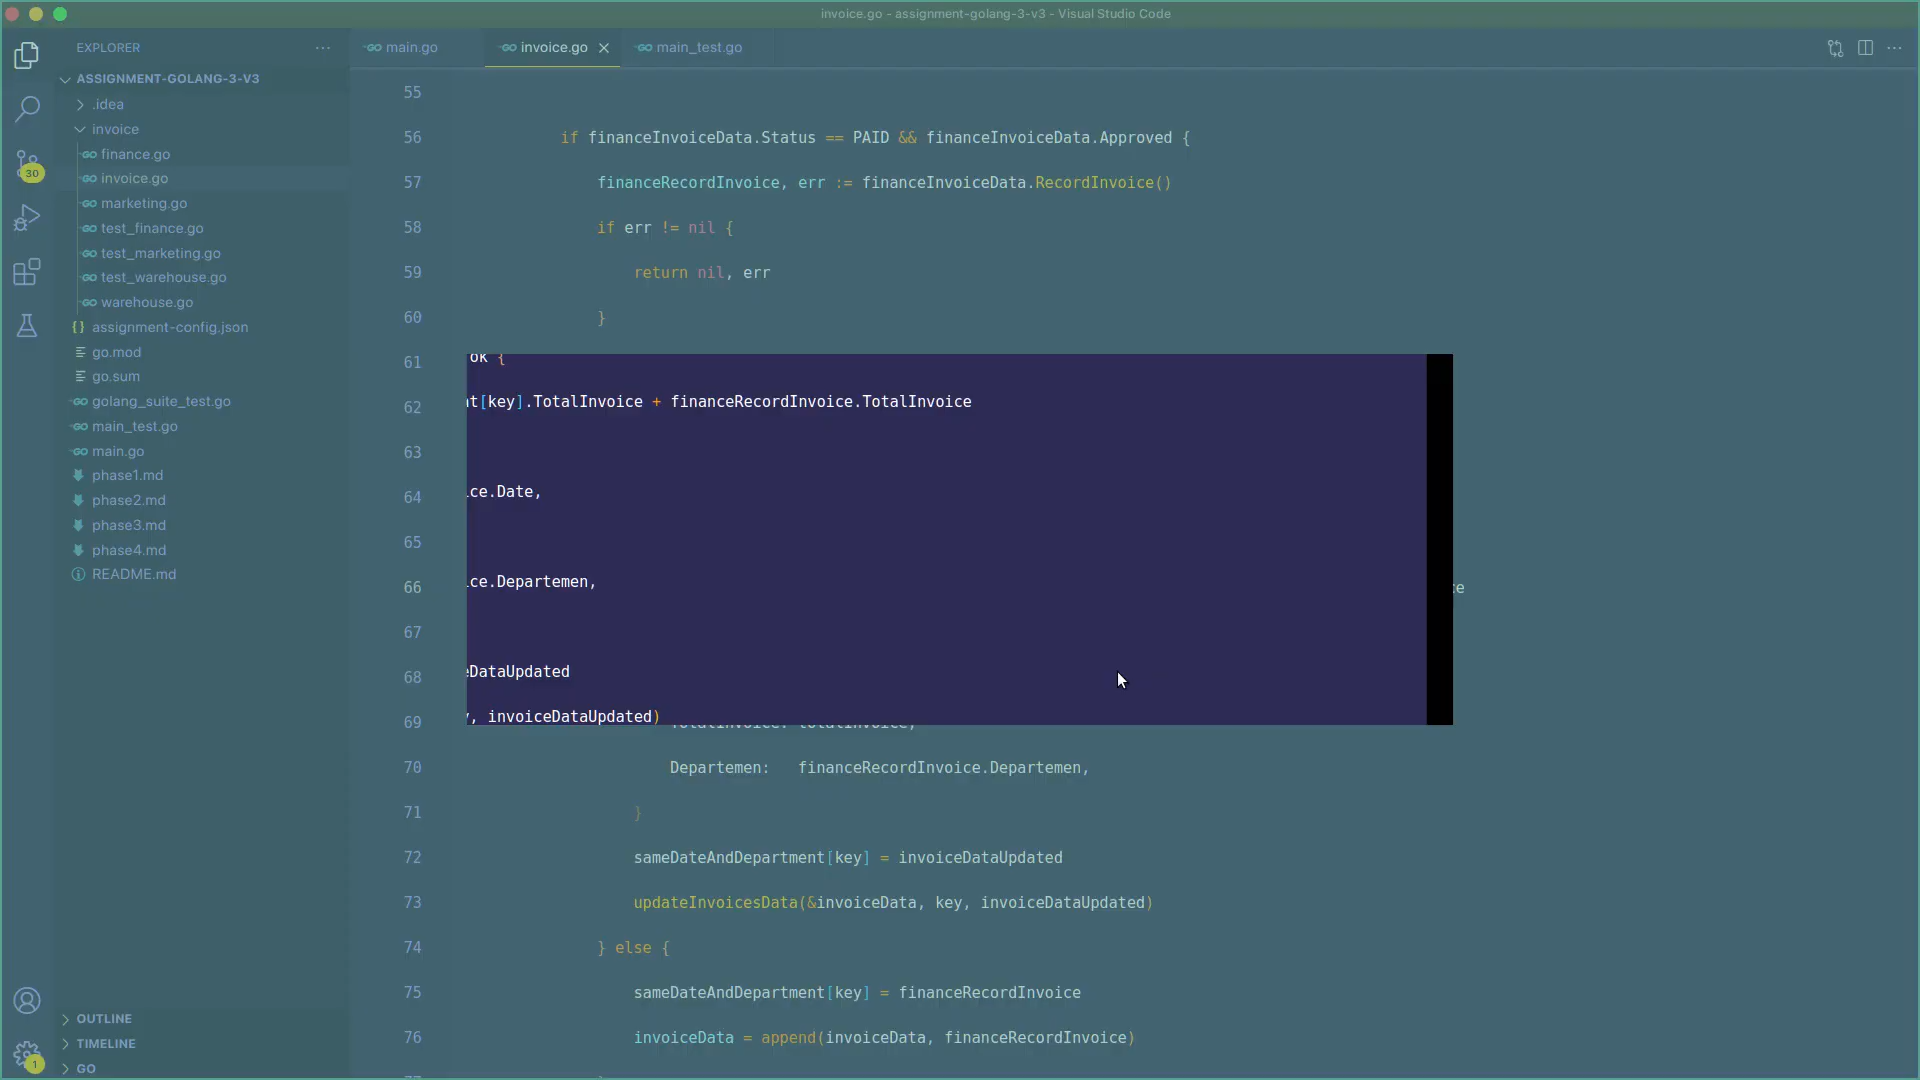 invoice.go - assignment-golang-3-v3 - Visual Studio Code
EXPLORER
ASSIGNMENT-GOLANG-3-V3
.idea
invoice
finance.go
invoice.go
marketing.go
test_finance.go
test_marketing.go
test_warehouse.go
warehouse.go
assignment-config.json
go.mod
go.sum
golang_suite_test.go
main_test.go
main.go
phase1.md
phase2.md
phase3.md
phase4.md
README.md
OUTLINE
TIMELINE
GO
30
1
main.go
invoice.go
main_test.go
55
56 if financeInvoiceData.Status == PAID && financeInvoiceData.Approved {
57 financeRecordInvoice, err := financeInvoiceData.RecordInvoice()
58 if err != nil {
59 return nil, err
60 }
61 ok {
62 [key].TotalInvoice + financeRecordInvoice.TotalInvoice
63
64 .Date,
65
66 .Departemen,
67
68 DataUpdated
69 , invoiceDataUpdated)
70 Departemen: financeRecordInvoice.Departemen,
71 }
72 sameDateAndDepartment[key] = invoiceDataUpdated
73 updateInvoicesData(&invoiceData, key, invoiceDataUpdated)
74 } else {
75 sameDateAndDepartment[key] = financeRecordInvoice
76 invoiceData = append(invoiceData, financeRecordInvoice)